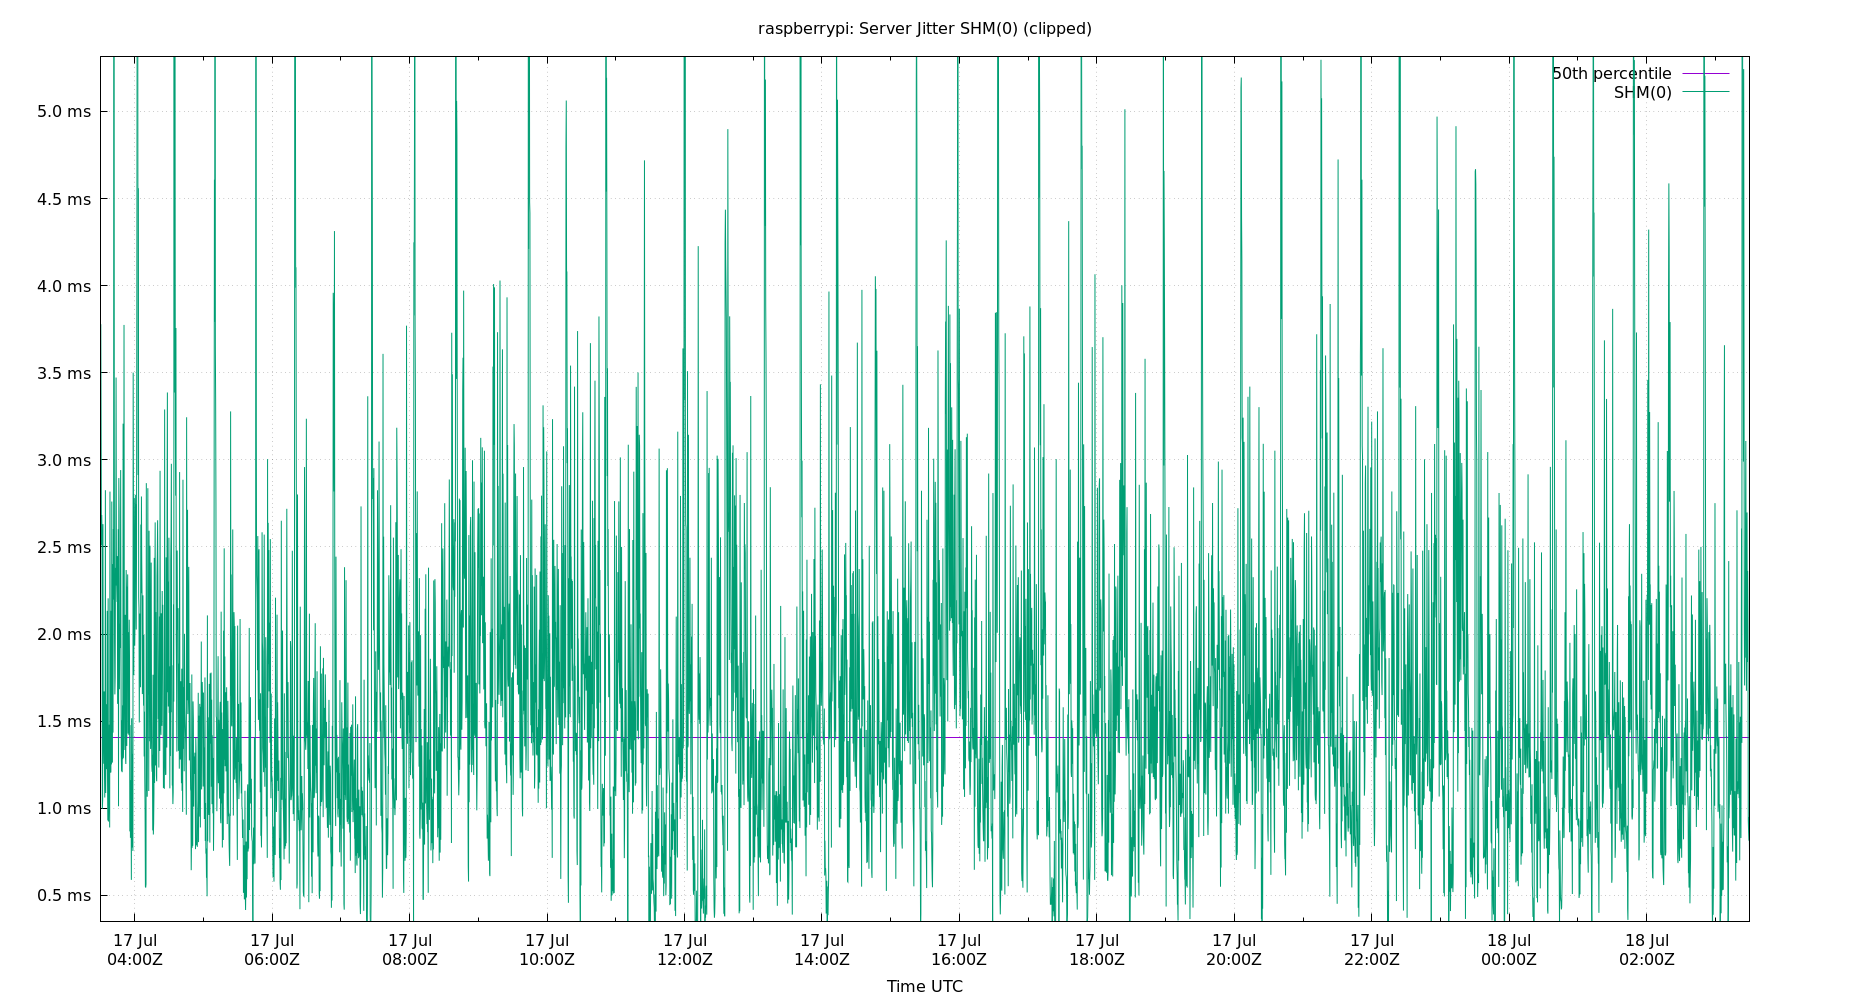 raspberrypi: Server Jitter SHM(0) (clipped)
50th percentile
SHM(0)
5.0 ms
4.5 ms
4.0 ms
3.5 ms
3.0 ms
2.5 ms
2.0 ms
1.5 ms
1.0 ms
0.5 ms
17 Jul 17 Jul 17 Jul 17 Jul 17 Jul 17 Jul 17 Jul 17 Jul 17 Jul 17 Jul 18 Jul 18 Jul
04:00Z 06:00Z 08:00Z 10:00Z 12:00Z 14:00Z 16:00Z 18:00Z 20:00Z 22:00Z 00:00Z 02:00Z
Time UTC